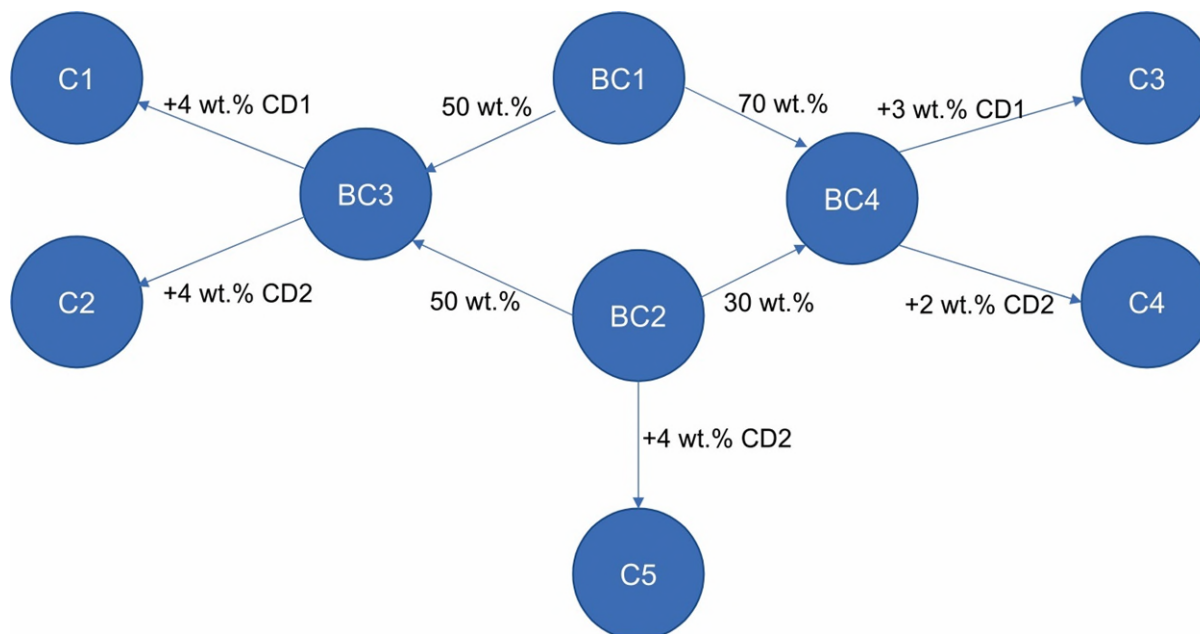 C1
BC1
C3
+4 wt.% CD1
50 wt.%
70 wt.%
+3 wt.% CD1
BC3
BC4
C2
+4 wt.% CD2
50 wt.%
BC2
30 wt.%
+2 wt.% CD2
C4
+4 wt.% CD2
C5